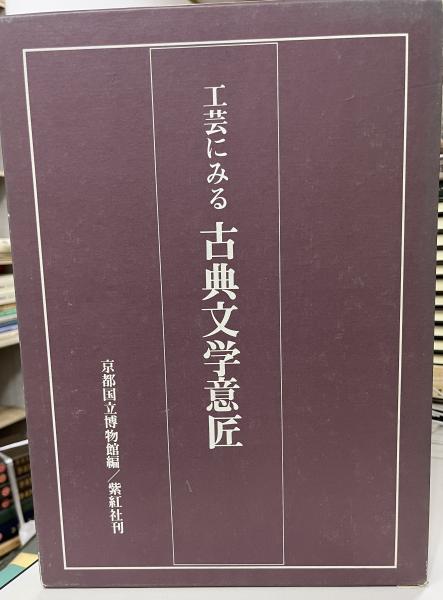 工芸にみる 古典文学意匠
京都国立博物館編／紫紅社刊